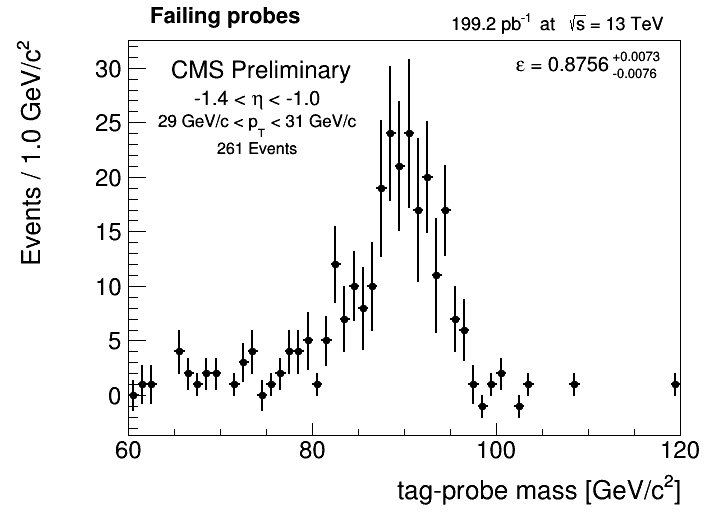 Failing probes
199.2 pb⁻¹ at √s = 13 TeV
CMS Preliminary
-1.4 < η < -1.0
29 GeV/c < p_T < 31 GeV/c
261 Events
ε = 0.8756 +0.0073 -0.0076
Events / 1.0 GeV/c²
30
25
20
15
10
5
0
60 80 100 120
tag-probe mass [GeV/c²]